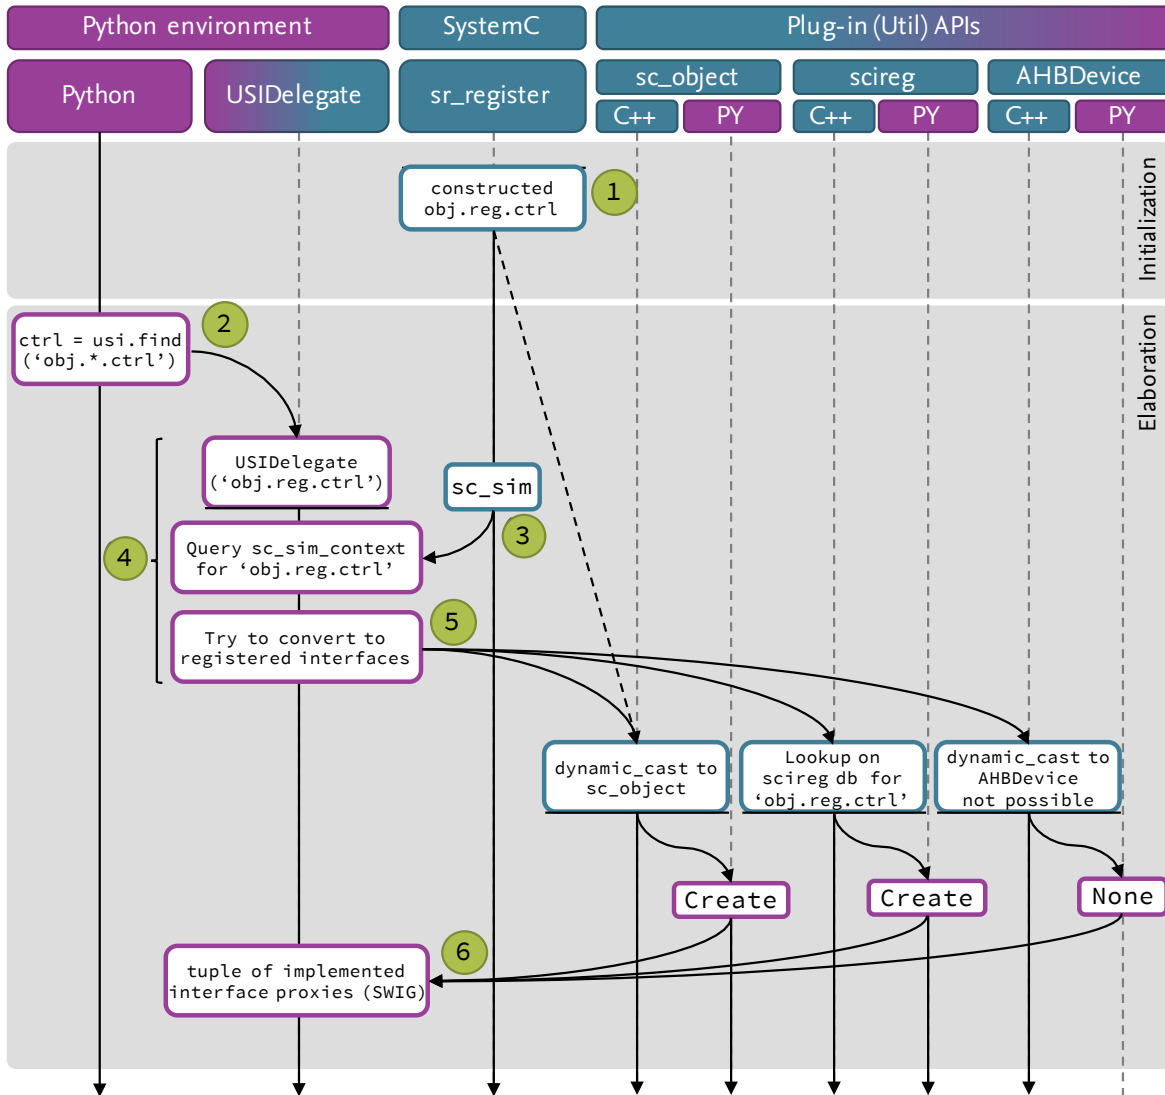 Python environment
SystemC
Plug-in (Util) APIs
Python
USIDelegate
sr_register
sc_object
scireg
AHBDevice
C++
PY
C++
PY
C++
PY
Initialization
constructed
obj.reg.ctrl
1
Elaboration
ctrl = usi.find
(‘obj.*.ctrl’)
2
USIDelegate
(‘obj.reg.ctrl’)
sc_sim
3
4
Query sc_sim_context
for ‘obj.reg.ctrl’
Try to convert to
registered interfaces
5
dynamic_cast to
sc_object
Lookup on
scireg db for
‘obj.reg.ctrl’
dynamic_cast to
AHBDevice
not possible
Create
Create
None
6
tuple of implemented
interface proxies (SWIG)